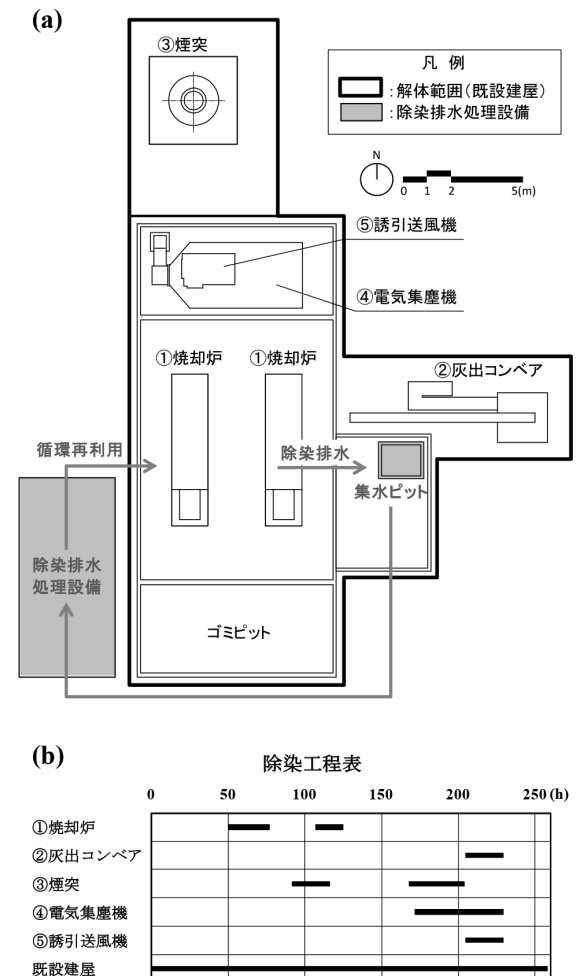 (a)
③煙突
凡 例
:解体範囲(既設建屋)
:除染排水処理設備
N
0 1 2 5(m)
⑤誘引送風機
④電気集塵機
①焼却炉 ①焼却炉
②灰出コンベア
循環再利用
除染排水
集水ピット
除染排水
処理設備
ゴミピット
(b)
除染工程表
0 50 100 150 200 250 (h)
①焼却炉
②灰出コンベア
③煙突
④電気集塵機
⑤誘引送風機
既設建屋